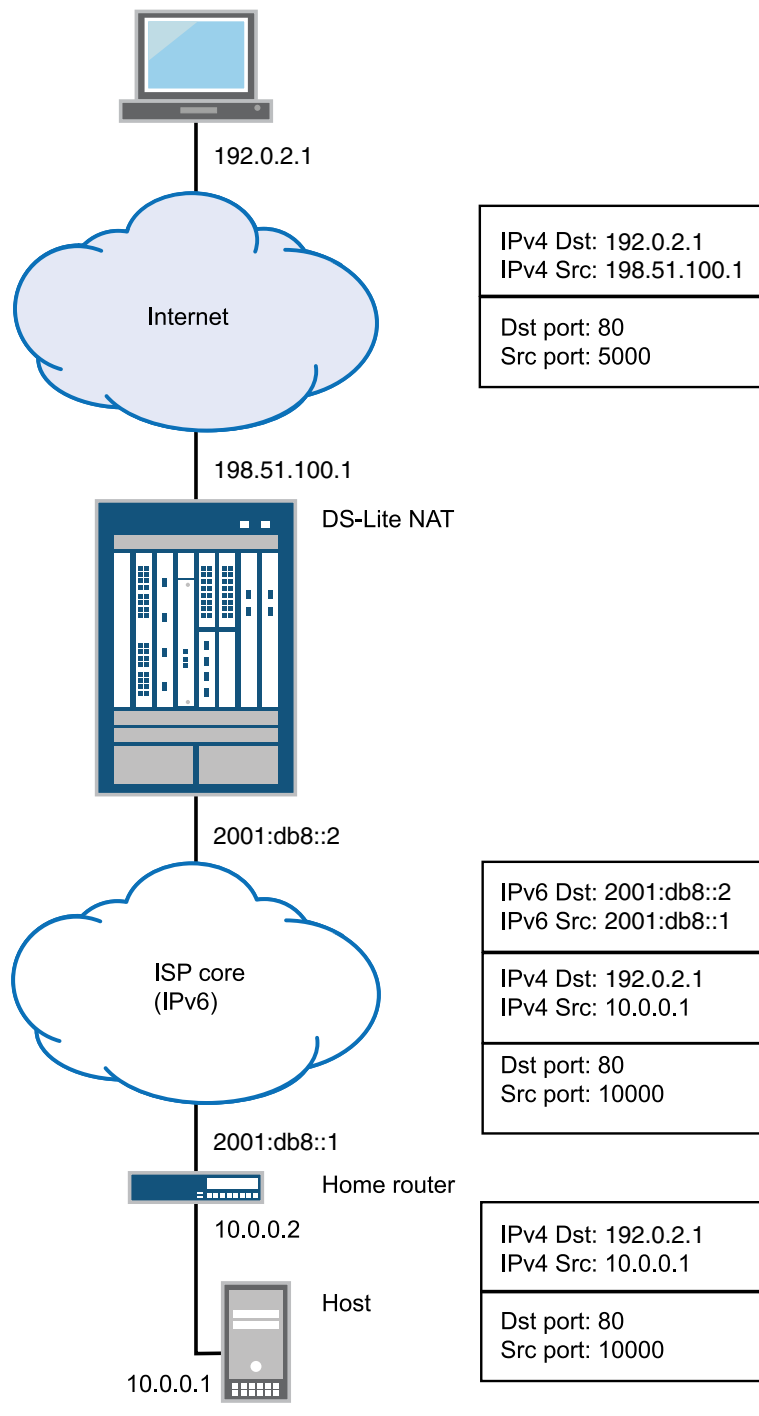 192.0.2.1
IPv4 Dst: 192.0.2.1
IPv4 Src: 198.51.100.1
Internet
Dst port: 80
Src port: 5000
198.51.100.1
DS-Lite NAT
2001:db8::2
IPv6 Dst: 2001:db8::2
IPv6 Src: 2001:db8::1
ISP core
(IPv6)
IPv4 Dst: 192.0.2.1
IPv4 Src: 10.0.0.1
Dst port: 80
Src port: 10000
2001:db8::1
Home router
10.0.0.2
IPv4 Dst: 192.0.2.1
IPv4 Src: 10.0.0.1
Host
Dst port: 80
Src port: 10000
10.0.0.1